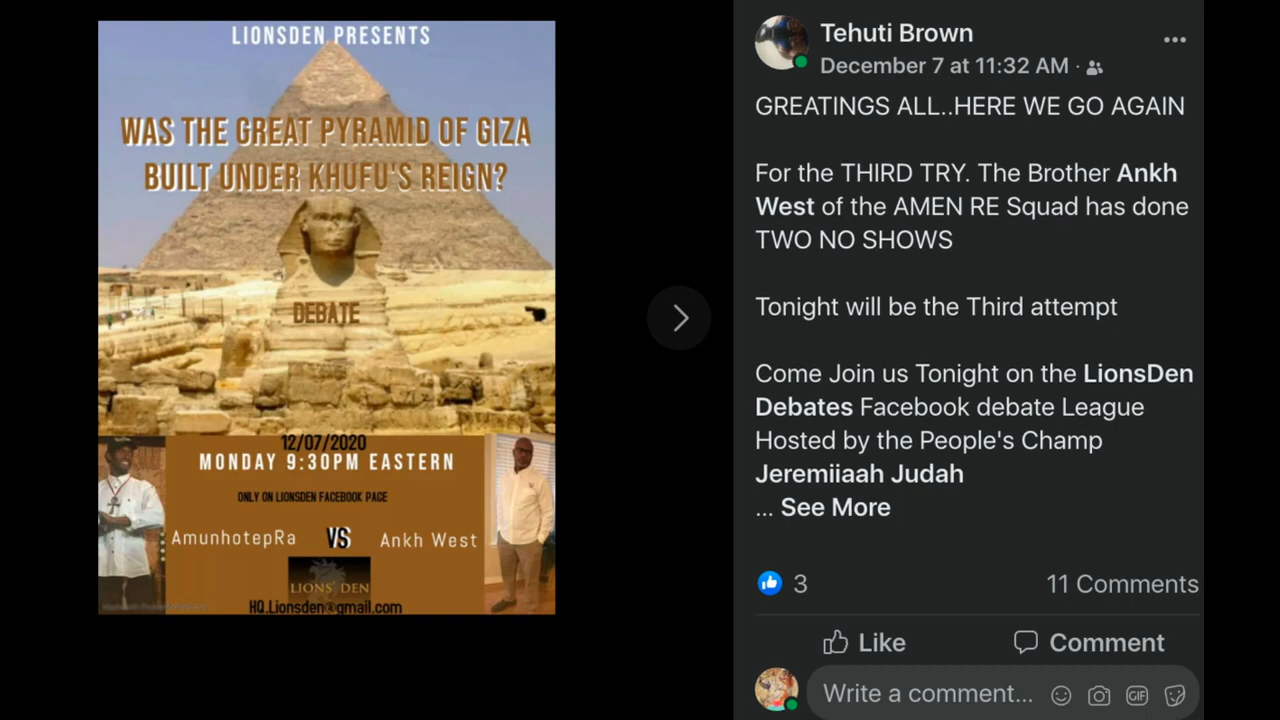 LIONSDEN PRESENTS
WAS THE GREAT PYRAMID OF GIZA
BUILT UNDER KHUFU'S REIGN?
DEBATE
12/07/2020
MONDAY 9:30PM EASTERN
ONLY ON LIONSDEN FACEBOOK PAGE
AmunhotepRa VS Ankh West
LIONS' DEN
HQ.Lionsden@gmail.com
Tehuti Brown
December 7 at 11:32 AM ·
GREATINGS ALL..HERE WE GO AGAIN
For the THIRD TRY. The Brother Ankh
West of the AMEN RE Squad has done
TWO NO SHOWS
Tonight will be the Third attempt
Come Join us Tonight on the LionsDen
Debates Facebook debate League
Hosted by the People's Champ
Jeremiiaah Judah
... See More
3 11 Comments
Like Comment
Write a comment... GIF